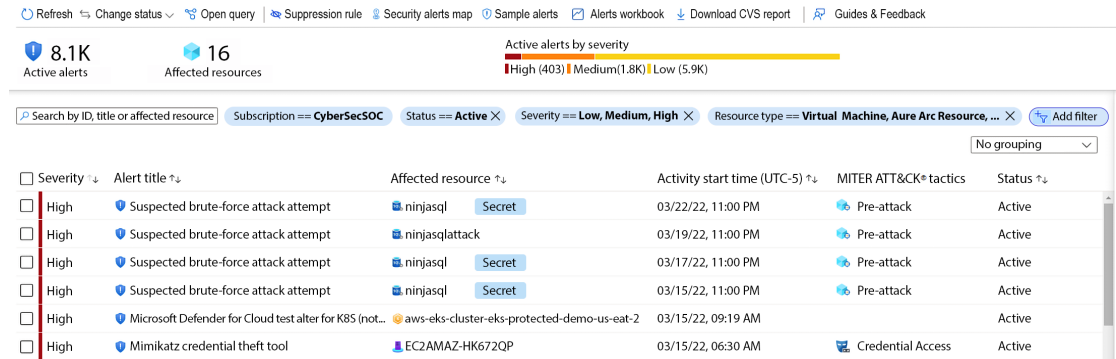 Refresh Change status Open query Suppression rule Security alerts map Sample alerts Alerts workbook Download CVS report Guides & Feedback
8.1K
Active alerts
16
Affected resources
Active alerts by severity
High (403) Medium(1.8K) Low (5.9K)
Search by ID, title or affected resource Subscription == CyberSecSOC Status == Active X Severity == Low, Medium, High X Resource type == Virtual Machine, Aure Arc Resource, ... X Add filter
No grouping
Severity Alert title Affected resource Activity start time (UTC-5) MITER ATT&CK® tactics Status
High Suspected brute-force attack attempt ninjasql Secret 03/22/22, 11:00 PM Pre-attack Active
High Suspected brute-force attack attempt ninjasqlattack 03/19/22, 11:00 PM Pre-attack Active
High Suspected brute-force attack attempt ninjasql Secret 03/17/22, 11:00 PM Pre-attack Active
High Suspected brute-force attack attempt ninjasql Secret 03/15/22, 11:00 PM Pre-attack Active
High Microsoft Defender for Cloud test alter for K8S (not... aws-eks-cluster-eks-protected-demo-us-eat-2 03/15/22, 09:19 AM Active
High Mimikatz credential theft tool EC2AMAZ-HK672QP 03/15/22, 06:30 AM Credential Access Active